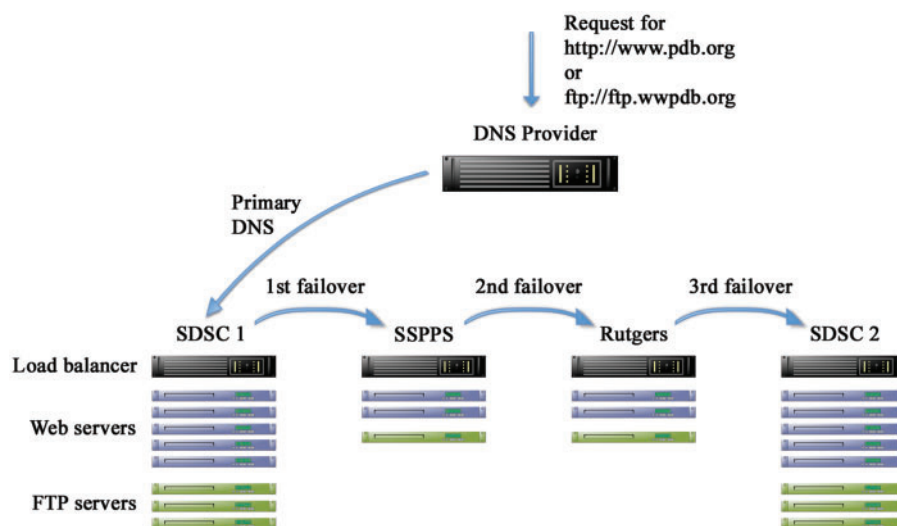 Request for
http://www.pdb.org
or
ftp://ftp.wwpdb.org
DNS Provider
Primary
DNS
1st failover
2nd failover
3rd failover
SDSC 1
SSPPS
Rutgers
SDSC 2
Load balancer
Web servers
FTP servers